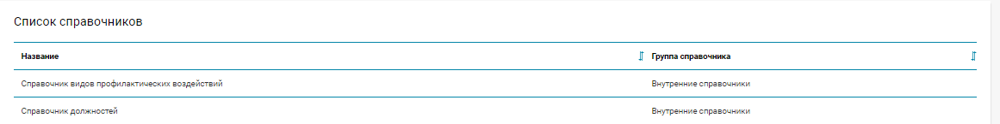 Список справочников
Название Группа справочника
Справочник видов профилактических воздействий Внутренние справочники
Справочник должностей Внутренние справочники